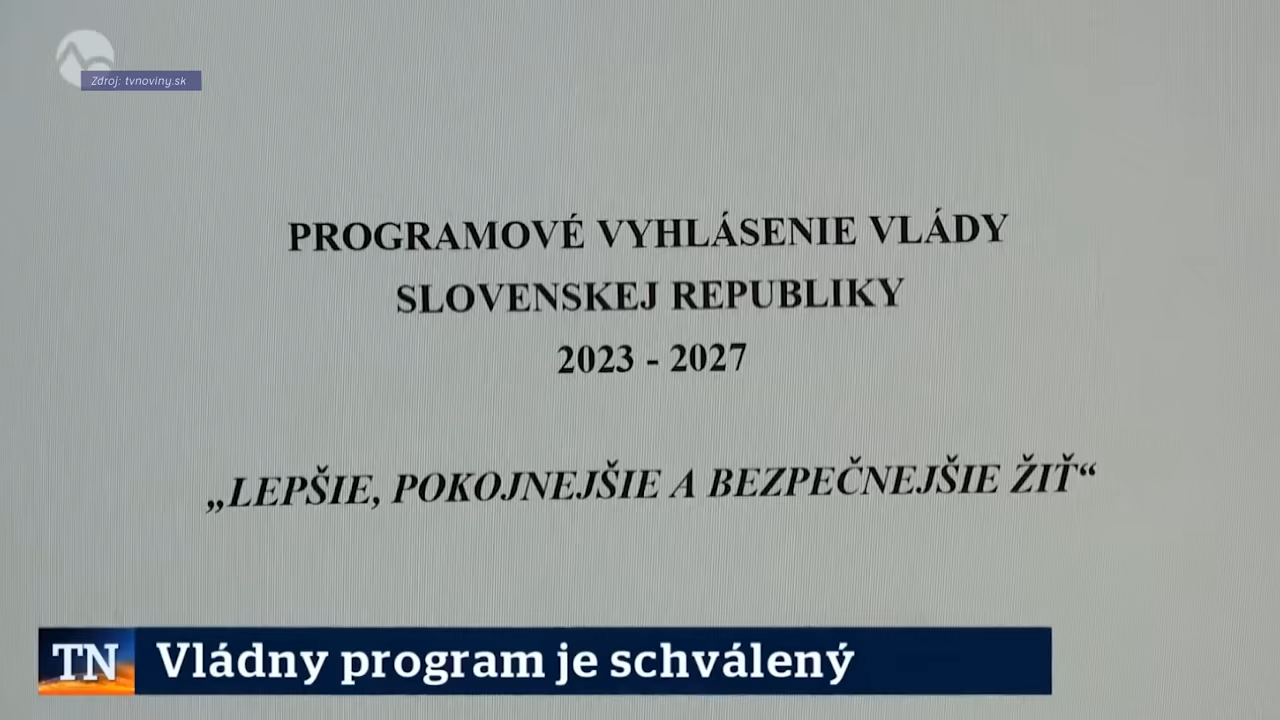 Zdroj: tvnoviny.sk
PROGRAMOVÉ VYHLÁSENIE VLÁDY
SLOVENSKEJ REPUBLIKY
2023 - 2027
„LEPŠIE, POKOJNEJŠIE A BEZPEČNEJŠIE ŽIŤ“
TN Vládny program je schválený